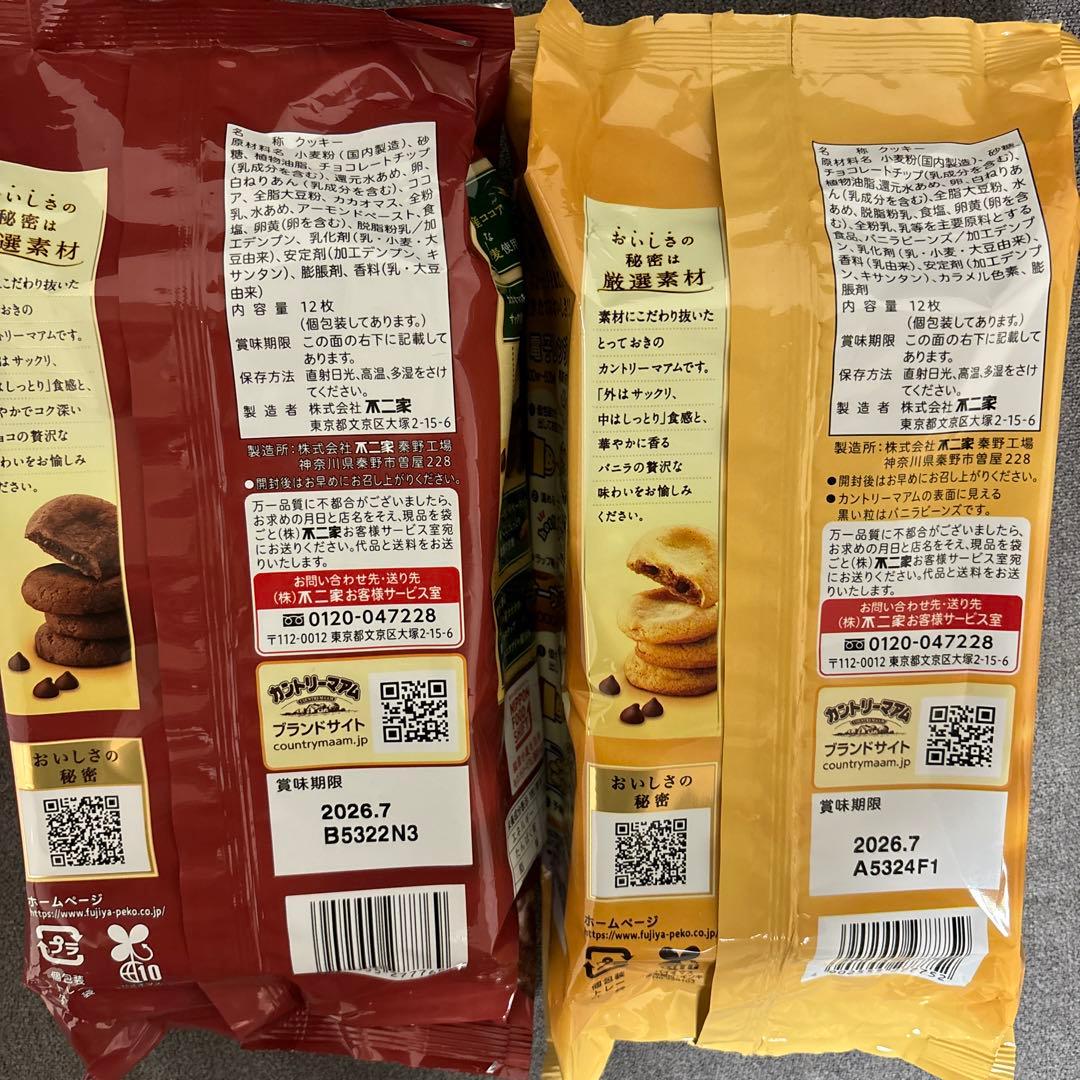 おいしさの
秘密は
選素材
にこだわり抜いた
おきの
トリーマアムです。
はサックリ、
はしっとり」食感と、
やかでコク深い
ョコの贅沢な
わいをお愉しみ
ださい。
おいしさの
秘密
ホームページ
https://www.fujiya-peko.co.jp/
プラ
個包装
名 称 クッキー
原材料名 小麦粉(国内製造)、砂
糖、植物油脂、チョコレートチップ
(乳成分を含む)、還元水あめ、卵、
白ねりあん(乳成分を含む)、ココ
ア、全脂大豆粉、カカオマス、全粉
乳、水あめ、アーモンドペースト、食
塩、卵黄(卵を含む)、脱脂粉乳/加
工デンプン、乳化剤(乳・小麦・大
豆由来)、安定剤(加工デンプン、キ
サンタン)、膨脹剤、香料(乳・大豆
由来)
内容量 12枚
(個包装してあります。)
賞味期限 この面の右下に記載して
あります。
保存方法 直射日光、高温、多湿をさけ
てください。
製造者 株式会社 不二家
東京都文京区大塚2-15-6
製造所:株式会社 不二家 秦野工場
神奈川県秦野市曽屋228
●開封後はお早めにお召し上がりください。
万一品質に不都合がございましたら、
お求めの月日と店名をそえ、現品を袋
ごと(株)不二家お客様サービス室宛
にお送りください。代品と送料をお送
りいたします。
お問い合わせ先・送り先
(株)不二家お客様サービス室
0120-047228
〒112-0012 東京都文京区大塚2-15-6
カントリーマアム
COUNTRY MA'AM
ブランドサイト
countrymaam.jp
賞味期限
2026.7
B5322N3
おいしさの
秘密は
厳選素材
素材にこだわり抜いた
とっておきの
カントリーマアムです。
「外はサックリ、
中はしっとり」食感と、
華やかに香る
バニラの贅沢な
味わいをお愉しみ
ください。
おいしさの
秘密
ホームページ
https://www.fujiya-peko.co.jp/
プラ
個包装
トレー
名 称 クッキー
原材料名 小麦粉(国内製造)、砂糖、
チョコレートチップ(乳成分を含む)、
植物油脂、還元水あめ、卵、白ねりあ
ん(乳成分を含む)、全脂大豆粉、水
あめ、脱脂粉乳、食塩、卵黄(卵を含
む)、全粉乳、乳等を主要原料とする
食品、バニラビーンズ/加工デンプ
ン、乳化剤(乳・小麦・大豆由来)、
香料(乳由来)、安定剤(加工デンプ
ン、キサンタン)、カラメル色素、膨
脹剤
内容量 12枚
(個包装してあります。)
賞味期限 この面の右下に記載して
あります。
保存方法 直射日光、高温、多湿をさけ
てください。
製造者 株式会社 不二家
東京都文京区大塚2-15-6
製造所:株式会社 不二家 秦野工場
神奈川県秦野市曽屋228
●開封後はお早めにお召し上がりください。
●カントリーマアムの表面に見える
黒い粒はバニラビーンズです。
万一品質に不都合がございましたら、
お求めの月日と店名をそえ、現品を袋
ごと(株)不二家お客様サービス室宛
にお送りください。代品と送料をお送
りいたします。
お問い合わせ先・送り先
(株)不二家お客様サービス室
0120-047228
〒112-0012 東京都文京区大塚2-15-6
カントリーマアム
COUNTRY MA'AM
ブランドサイト
countrymaam.jp
賞味期限
2026.7
A5324F1